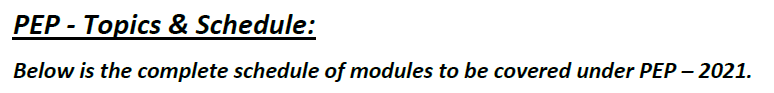 PEP - Topics & Schedule:
Below is the complete schedule of modules to be covered under PEP – 2021.